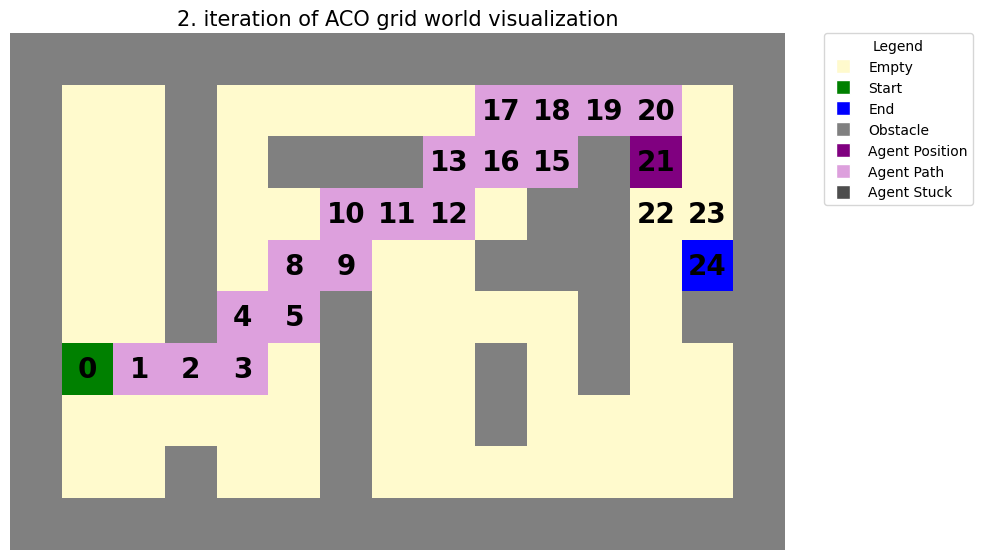 2. iteration of ACO grid world visualization
Legend
Empty
Start
End
Obstacle
Agent Position
Agent Path
Agent Stuck
17 18 19 20
13 16 15 21
10 11 12 22 23
8 9 24
4 5
0 1 2 3